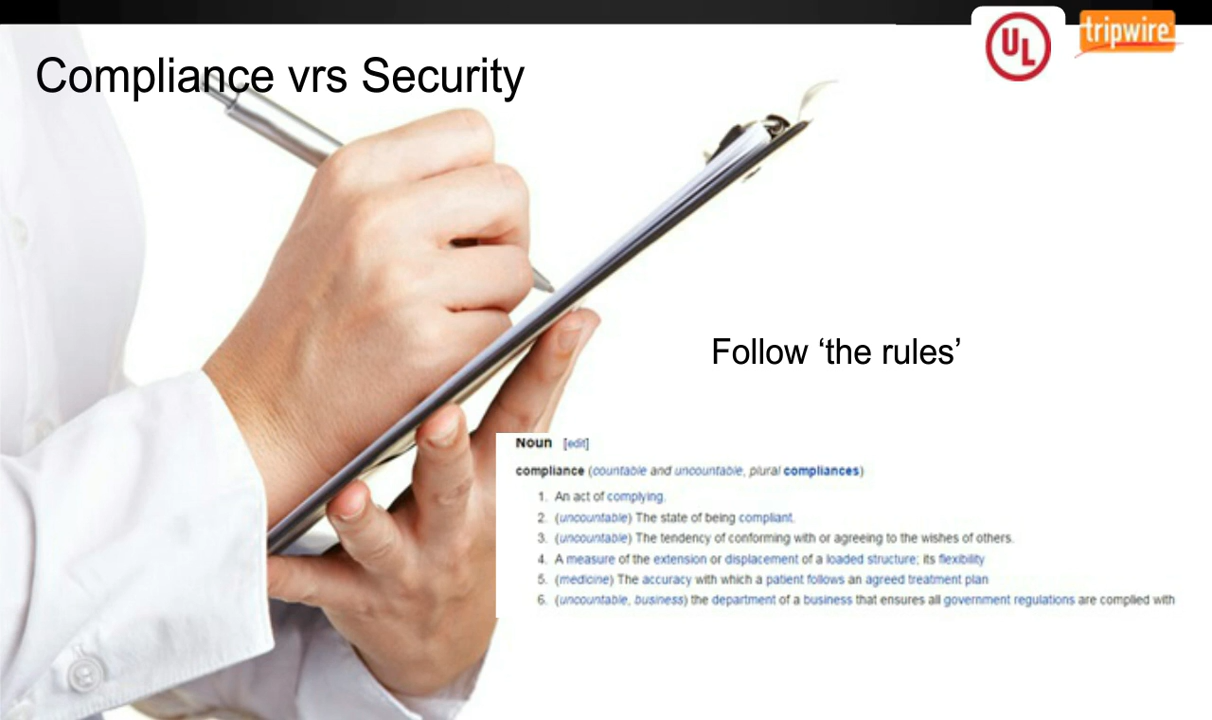 Compliance vrs Security
UL
tripwire
Follow ‘the rules’
Noun [edit]
compliance (countable and uncountable, plural compliances)
1. An act of complying.
2. (uncountable) The state of being compliant.
3. (uncountable) The tendency of conforming with or agreeing to the wishes of others.
4. A measure of the extension or displacement of a loaded structure; its flexibility
5. (medicine) The accuracy with which a patient follows an agreed treatment plan
6. (uncountable, business) the department of a business that ensures all government regulations are complied with